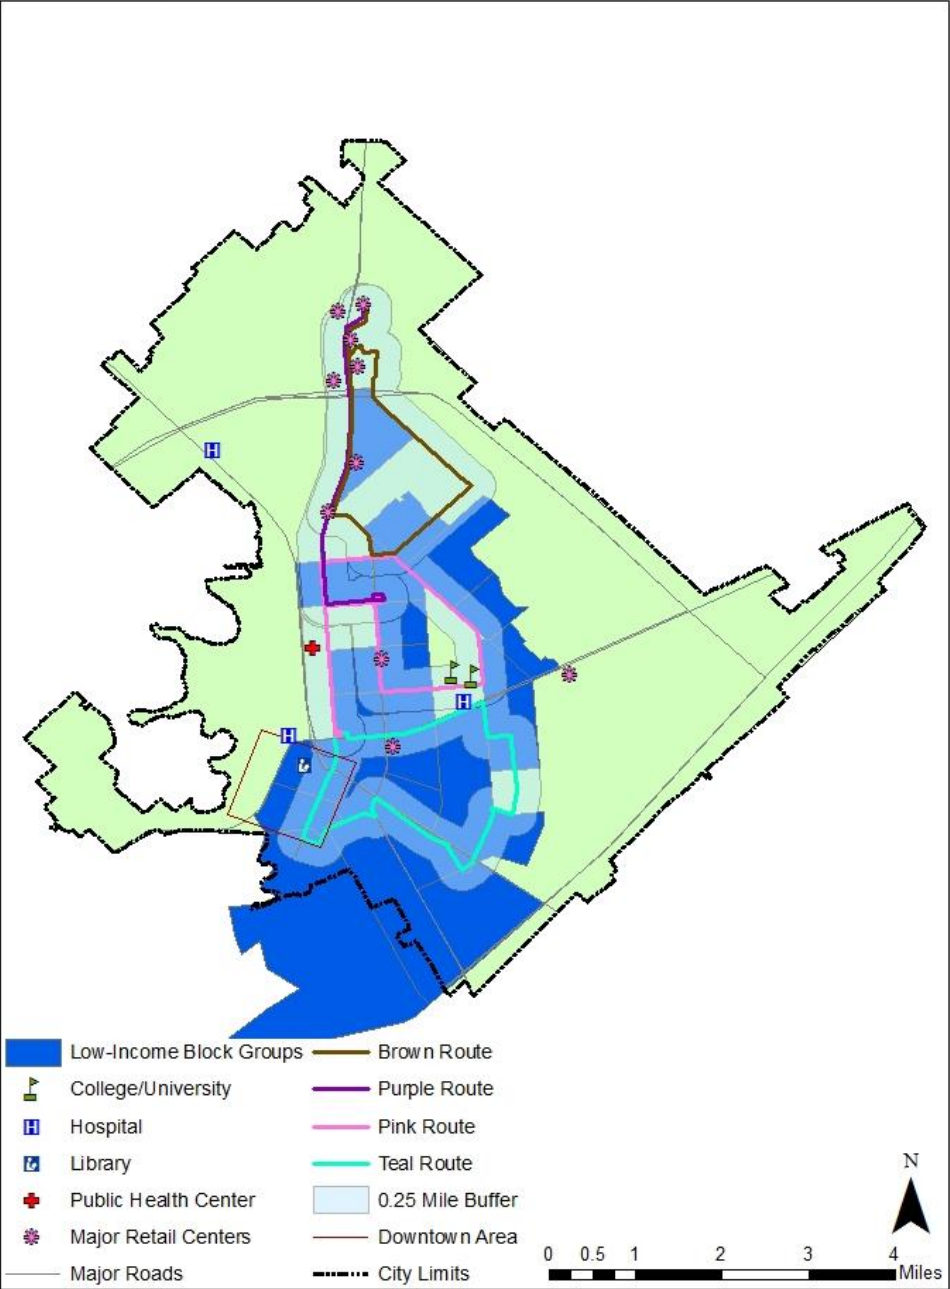 Low-Income Block Groups Brown Route
College/University Purple Route
H Hospital Pink Route
Library Teal Route
Public Health Center 0.25 Mile Buffer
Major Retail Centers Downtown Area
Major Roads City Limits
N
0 0.5 1 2 3 4
Miles